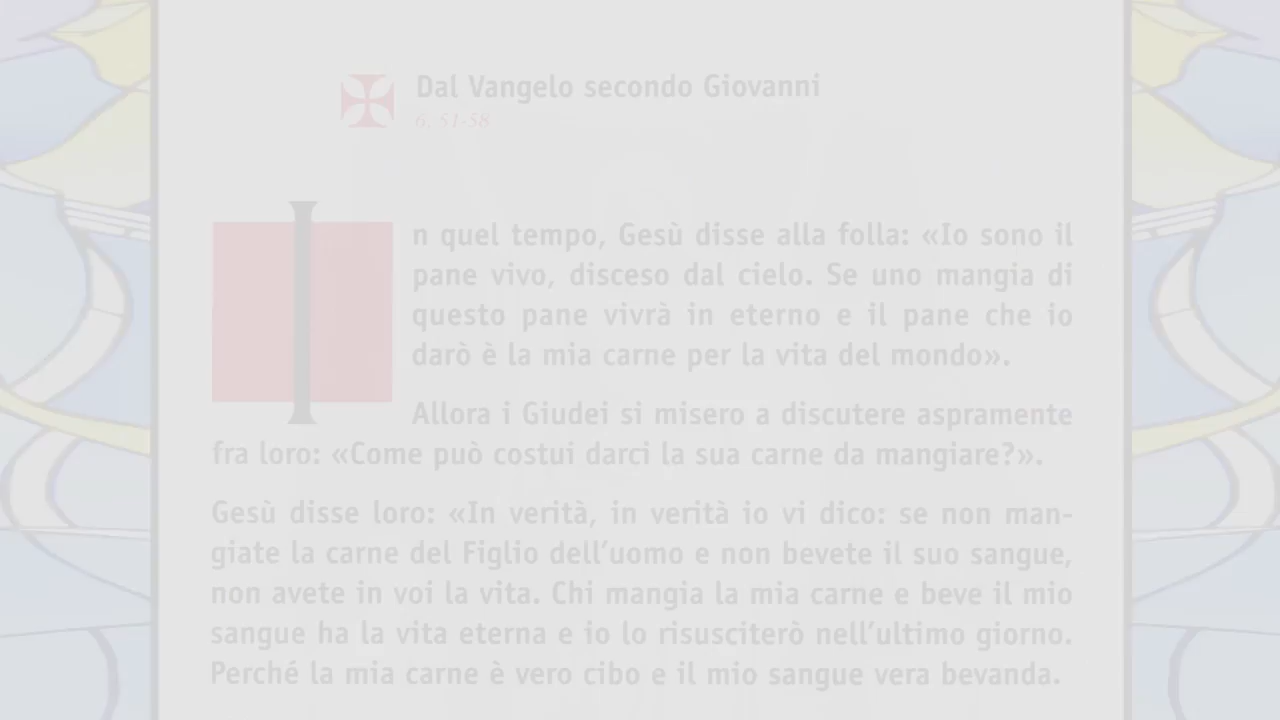 Dal Vangelo secondo Giovanni
6, 51-58
In quel tempo, Gesù disse alla folla: «Io sono il
pane vivo, disceso dal cielo. Se uno mangia di
questo pane vivrà in eterno e il pane che io
darò è la mia carne per la vita del mondo».
Allora i Giudei si misero a discutere aspramente
fra loro: «Come può costui darci la sua carne da mangiare?».
Gesù disse loro: «In verità, in verità io vi dico: se non man-
giate la carne del Figlio dell'uomo e non bevete il suo sangue,
non avete in voi la vita. Chi mangia la mia carne e beve il mio
sangue ha la vita eterna e io lo risusciterò nell'ultimo giorno.
Perché la mia carne è vero cibo e il mio sangue vera bevanda.